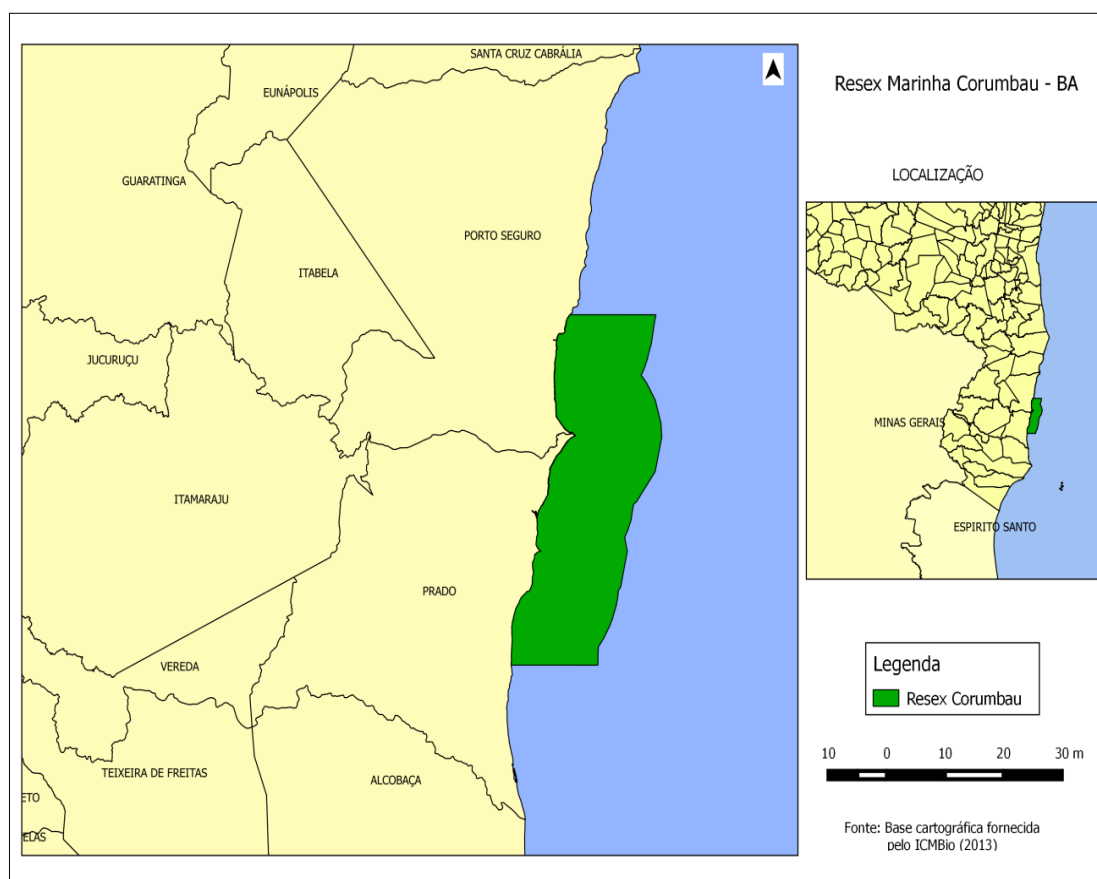 SANTA CRUZ CABRÁLIA
EUNÁPOLIS
GUARATINGA
PORTO SEGURO
ITABELA
JUCURUÇU
ITAMARAJU
PRADO
VEREDA
TEIXEIRA DE FREITAS
ALCOBAÇA
ETO
ELAS
Resex Marinha Corumbau - BA
LOCALIZAÇÃO
MINAS GERAIS
ESPIRITO SANTO
Legenda
Resex Corumbau
10 0 10 20 30 m
Fonte: Base cartográfica fornecida
pelo ICMBio (2013)